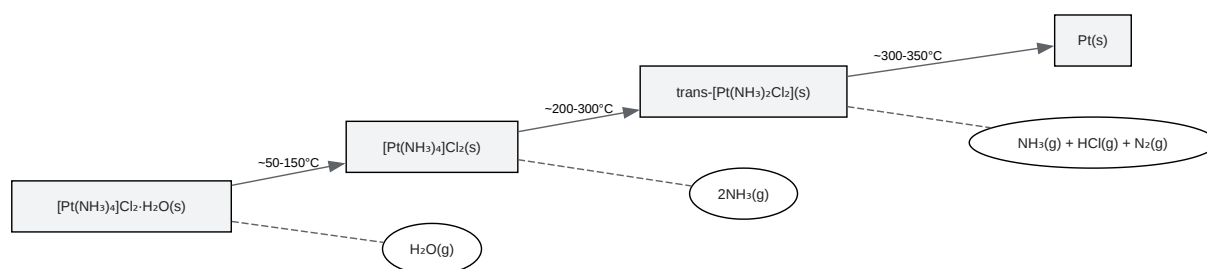 Pt(s)
~300-350°C
trans-[Pt(NH₃)₂Cl₂](s)
~200-300°C
NH₃(g) + HCl(g) + N₂(g)
[Pt(NH₃)₄]Cl₂(s)
~50-150°C
2NH₃(g)
[Pt(NH₃)₄]Cl₂·H₂O(s)
H₂O(g)